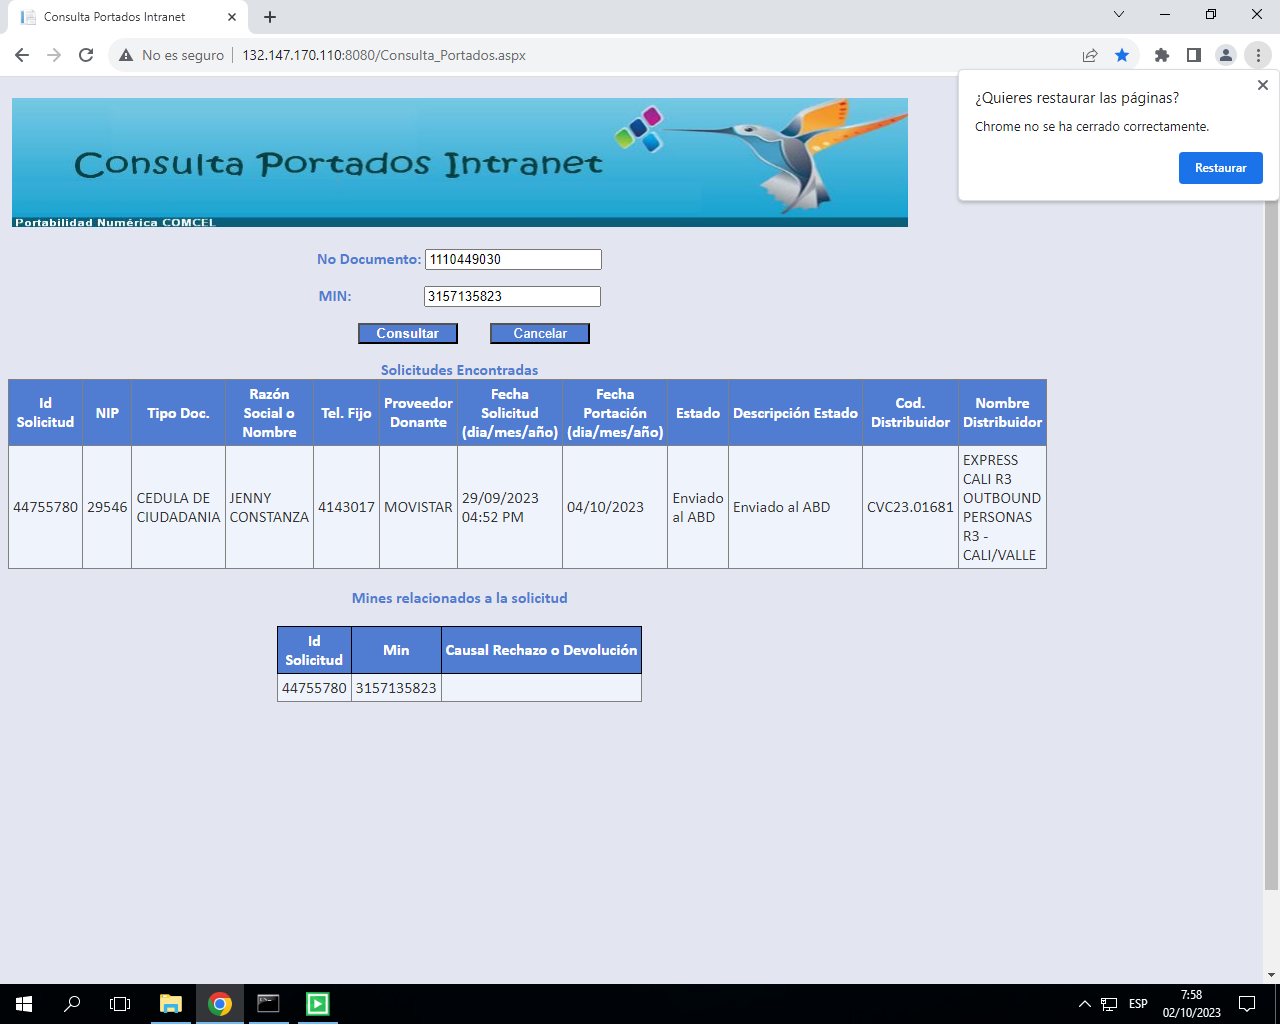 Consulta Portados Intranet
No es seguro
132.147.170.110:8080/Consulta_Portados.aspx
¿Quieres restaurar las páginas?
Chrome no se ha cerrado correctamente.
Restaurar
Consulta Portados Intranet
Portabilidad Numérica COMCEL
No Documento: 1110449030
MIN: 3157135823
Consultar Cancelar
Solicitudes Encontradas
Id Solicitud NIP Tipo Doc. Razón Social o Nombre Tel. Fijo Proveedor Donante Fecha Solicitud (dia/mes/año) Fecha Portación (dia/mes/año) Estado Descripción Estado Cod. Distribuidor Nombre Distribuidor
44755780 29546 CEDULA DE CIUDADANIA JENNY CONSTANZA 4143017 MOVISTAR 29/09/2023 04:52 PM 04/10/2023 Enviado al ABD Enviado al ABD CVC23.01681 EXPRESS CALI R3 OUTBOUND PERSONAS R3 - CALI/VALLE
Mines relacionados a la solicitud
Id Solicitud Min Causal Rechazo o Devolución
44755780 3157135823
ESP
7:58
02/10/2023